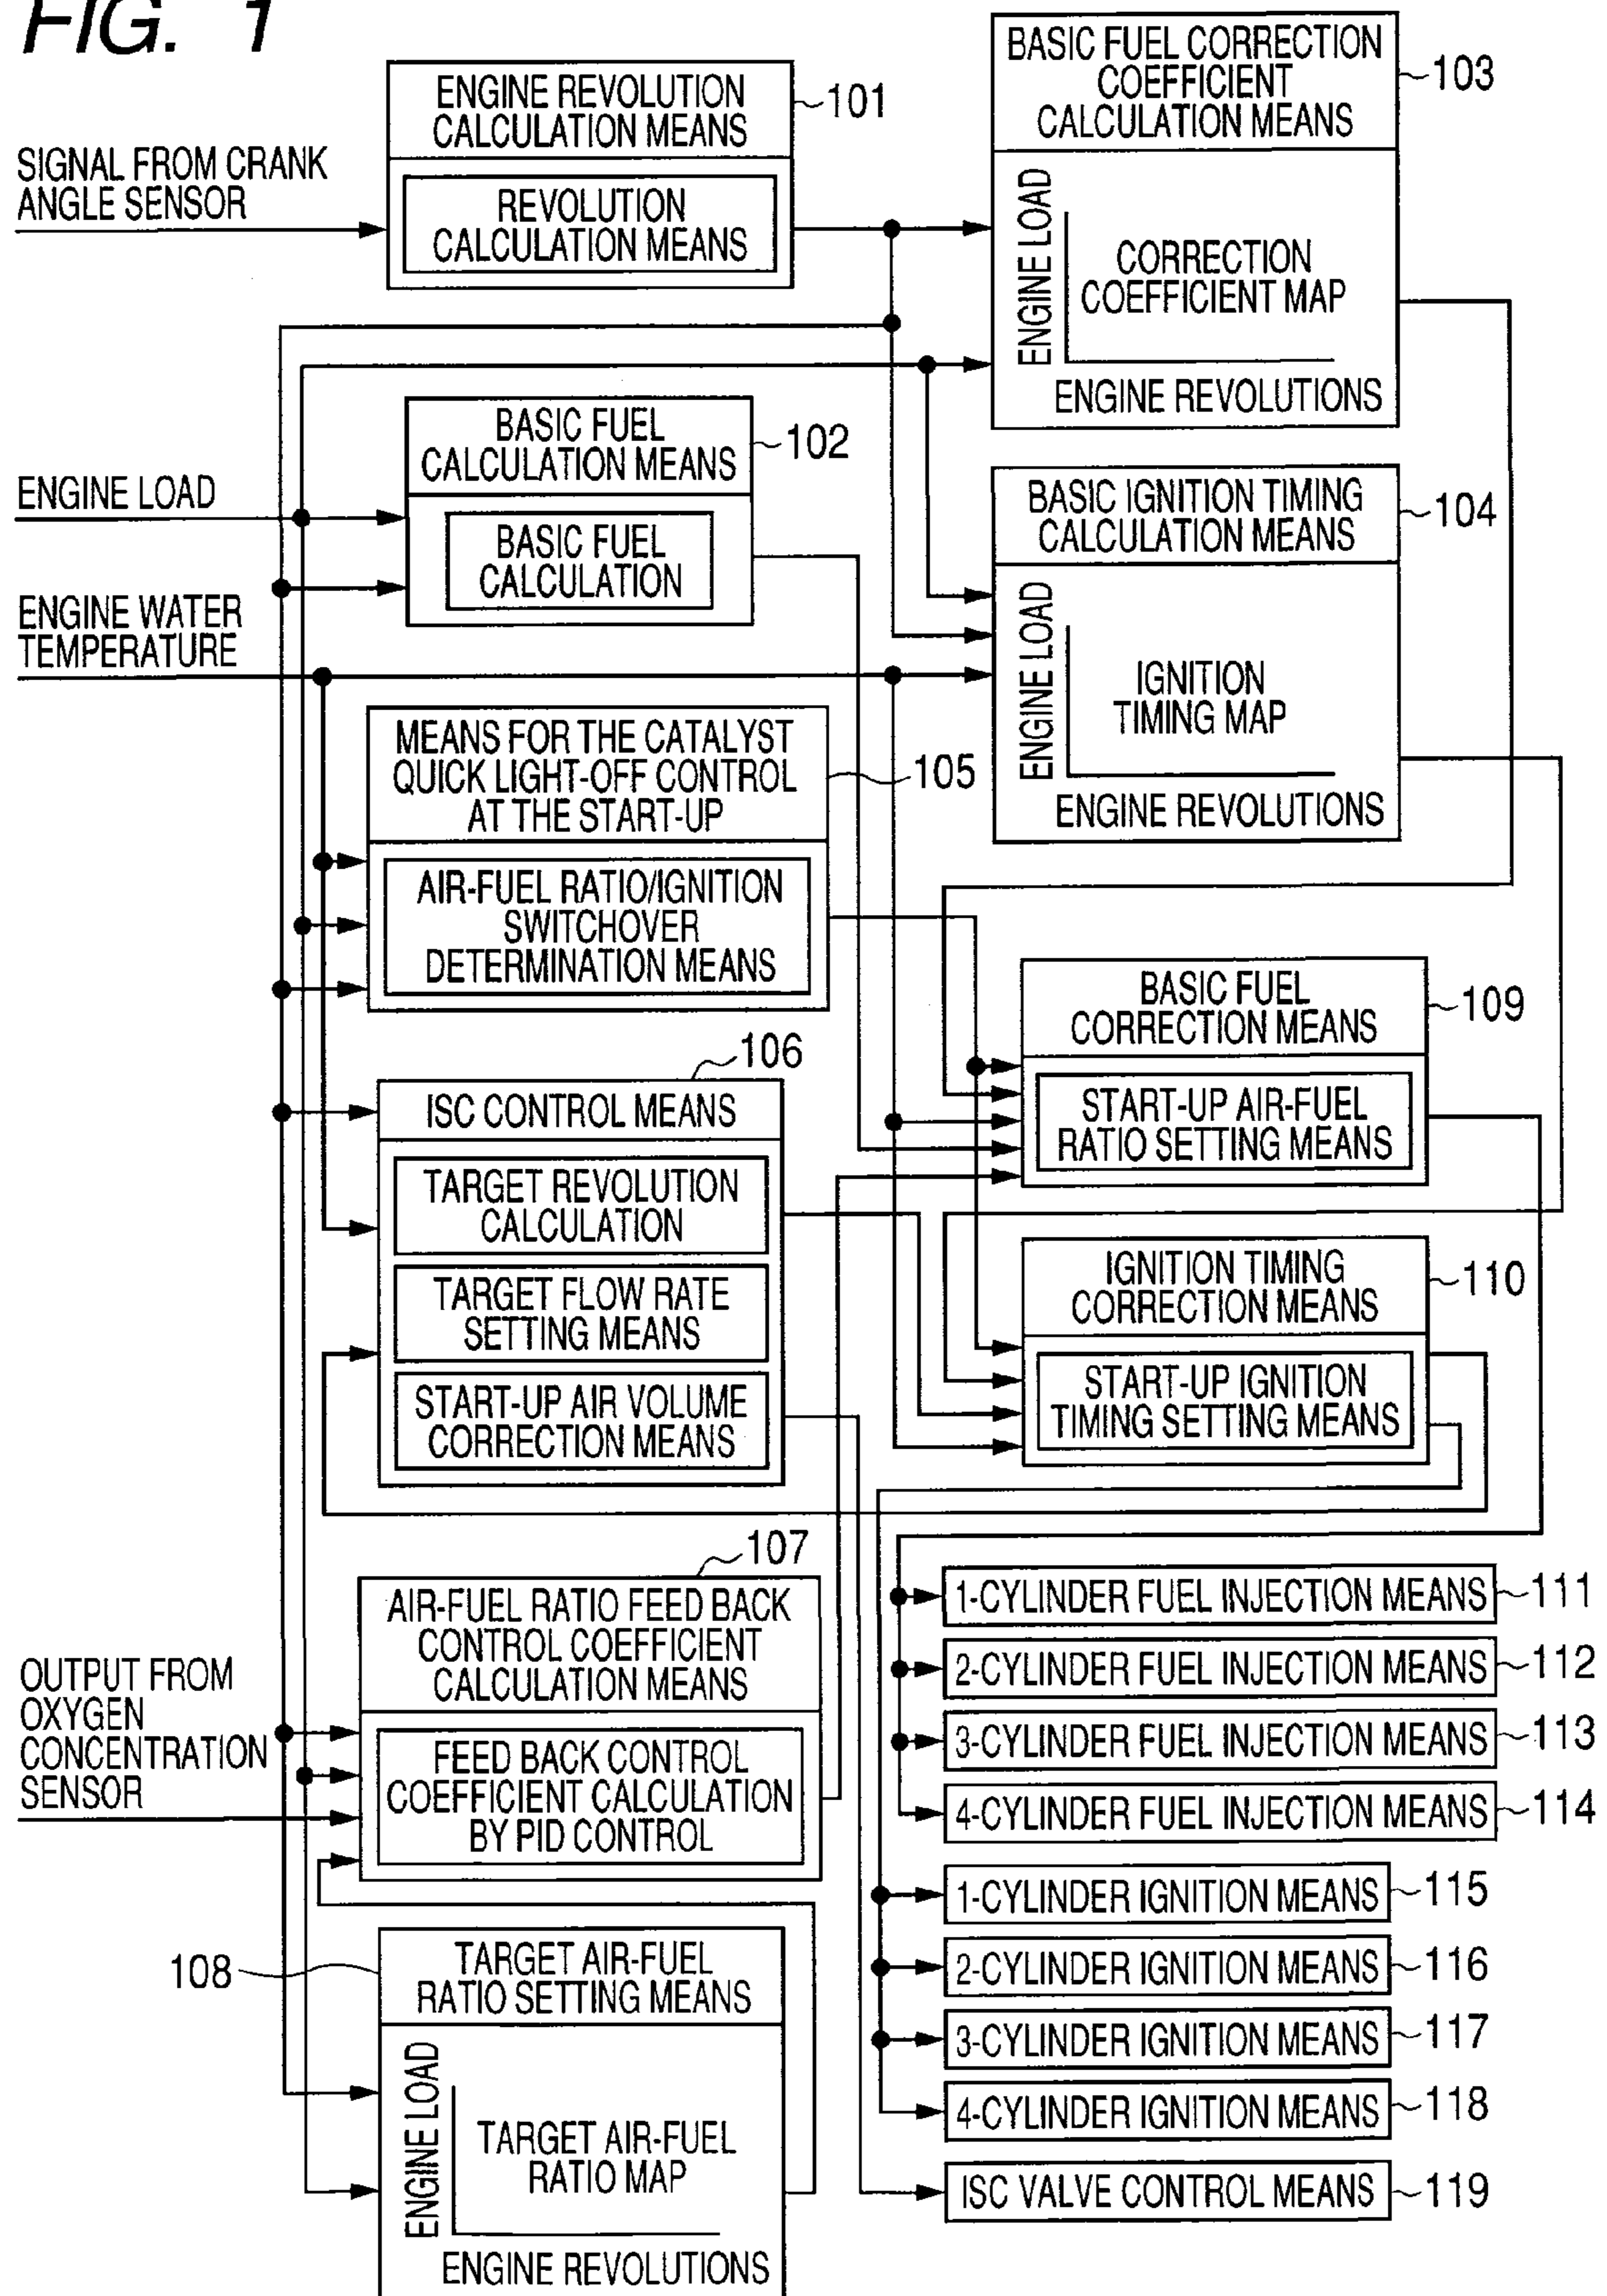 FIG. 1
SIGNAL FROM CRANK
ANGLE SENSOR
ENGINE REVOLUTION
CALCULATION MEANS
101
REVOLUTION
CALCULATION MEANS
BASIC FUEL CORRECTION
COEFFICIENT
CALCULATION MEANS
103
ENGINE LOAD
CORRECTION
COEFFICIENT MAP
ENGINE REVOLUTIONS
ENGINE LOAD
BASIC FUEL
CALCULATION MEANS
102
BASIC FUEL
CALCULATION
BASIC IGNITION TIMING
CALCULATION MEANS
104
ENGINE LOAD
IGNITION
TIMING MAP
ENGINE REVOLUTIONS
ENGINE WATER
TEMPERATURE
MEANS FOR THE CATALYST
QUICK LIGHT-OFF CONTROL
AT THE START-UP
105
AIR-FUEL RATIO/IGNITION
SWITCHOVER
DETERMINATION MEANS
BASIC FUEL
CORRECTION MEANS
109
START-UP AIR-FUEL
RATIO SETTING MEANS
106
ISC CONTROL MEANS
TARGET REVOLUTION
CALCULATION
TARGET FLOW RATE
SETTING MEANS
START-UP AIR VOLUME
CORRECTION MEANS
IGNITION TIMING
CORRECTION MEANS
110
START-UP IGNITION
TIMING SETTING MEANS
107
AIR-FUEL RATIO FEED BACK
CONTROL COEFFICIENT
CALCULATION MEANS
OUTPUT FROM
OXYGEN
CONCENTRATION
SENSOR
FEED BACK CONTROL
COEFFICIENT CALCULATION
BY PID CONTROL
108
TARGET AIR-FUEL
RATIO SETTING MEANS
ENGINE LOAD
TARGET AIR-FUEL
RATIO MAP
ENGINE REVOLUTIONS
1-CYLINDER FUEL INJECTION MEANS
111
2-CYLINDER FUEL INJECTION MEANS
112
3-CYLINDER FUEL INJECTION MEANS
113
4-CYLINDER FUEL INJECTION MEANS
114
1-CYLINDER IGNITION MEANS
115
2-CYLINDER IGNITION MEANS
116
3-CYLINDER IGNITION MEANS
117
4-CYLINDER IGNITION MEANS
118
ISC VALVE CONTROL MEANS
119